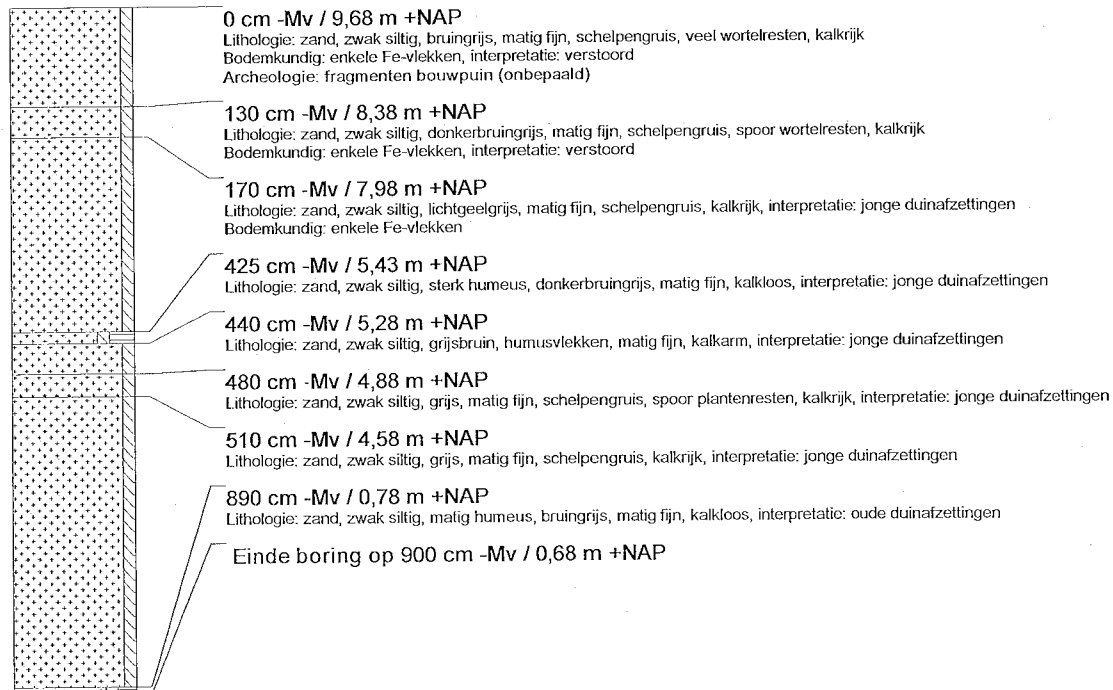 0 cm -Mv / 9,68 m +NAP
Lithologie: zand, zwak siltig, bruingrijs, matig fijn, schelpengruis, veel wortelresten, kalkrijk
Bodemkundig: enkele Fe-vlekken, interpretatie: verstoord
Archeologie: fragmenten bouwpuin (onbepaald)
130 cm -Mv / 8,38 m +NAP
Lithologie: zand, zwak siltig, donkerbruingrijs, matig fijn, schelpengruis, spoor wortelresten, kalkrijk
Bodemkundig: enkele Fe-vlekken, interpretatie: verstoord
170 cm -Mv / 7,98 m +NAP
Lithologie: zand, zwak siltig, lichtgeelgrijs, matig fijn, schelpengruis, kalkrijk, interpretatie: jonge duinafzettingen
Bodemkundig: enkele Fe-vlekken
425 cm -Mv / 5,43 m +NAP
Lithologie: zand, zwak siltig, sterk humeus, donkerbruingrijs, matig fijn, kalkloos, interpretatie: jonge duinafzettingen
440 cm -Mv / 5,28 m +NAP
Lithologie: zand, zwak siltig, grijsbruin, humusvlekken, matig fijn, kalkarm, interpretatie: jonge duinafzettingen
480 cm -Mv / 4,88 m +NAP
Lithologie: zand, zwak siltig, grijs, matig fijn, schelpengruis, spoor plantenresten, kalkrijk, interpretatie: jonge duinafzettingen
510 cm -Mv / 4,58 m +NAP
Lithologie: zand, zwak siltig, grijs, matig fijn, schelpengruis, kalkrijk, interpretatie: jonge duinafzettingen
890 cm -Mv / 0,78 m +NAP
Lithologie: zand, zwak siltig, matig humeus, bruingrijs, matig fijn, kalkloos, interpretatie: oude duinafzettingen
Einde boring op 900 cm -Mv / 0,68 m +NAP